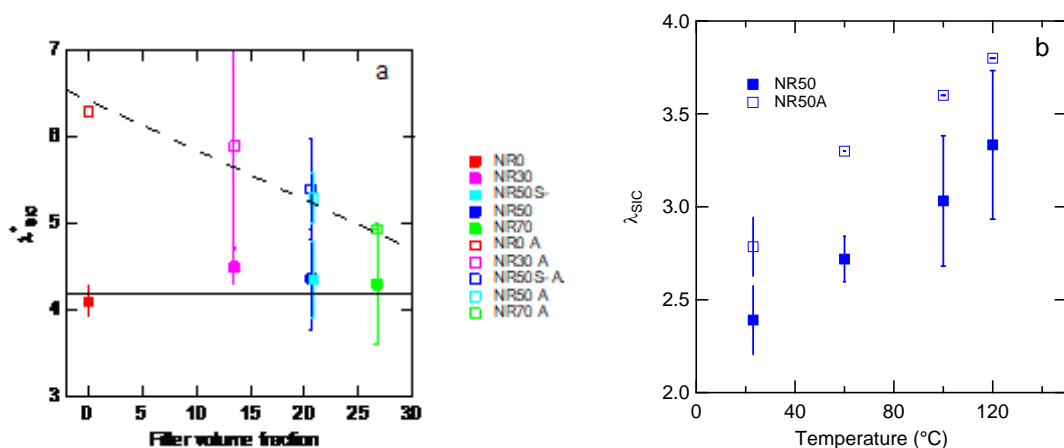 a
7
6
5
4
3
λ*SIC
0 5 10 15 20 25 30
Filler volume fraction
NR0
NR30
NR50S-
NR50
NR70
NR0 A
NR30 A
NR50S-A.
NR50 A
NR70 A
b
4.0
3.5
3.0
2.5
2.0
λSIC
NR50
NR50A
0 40 80 120
Temperature (°C)